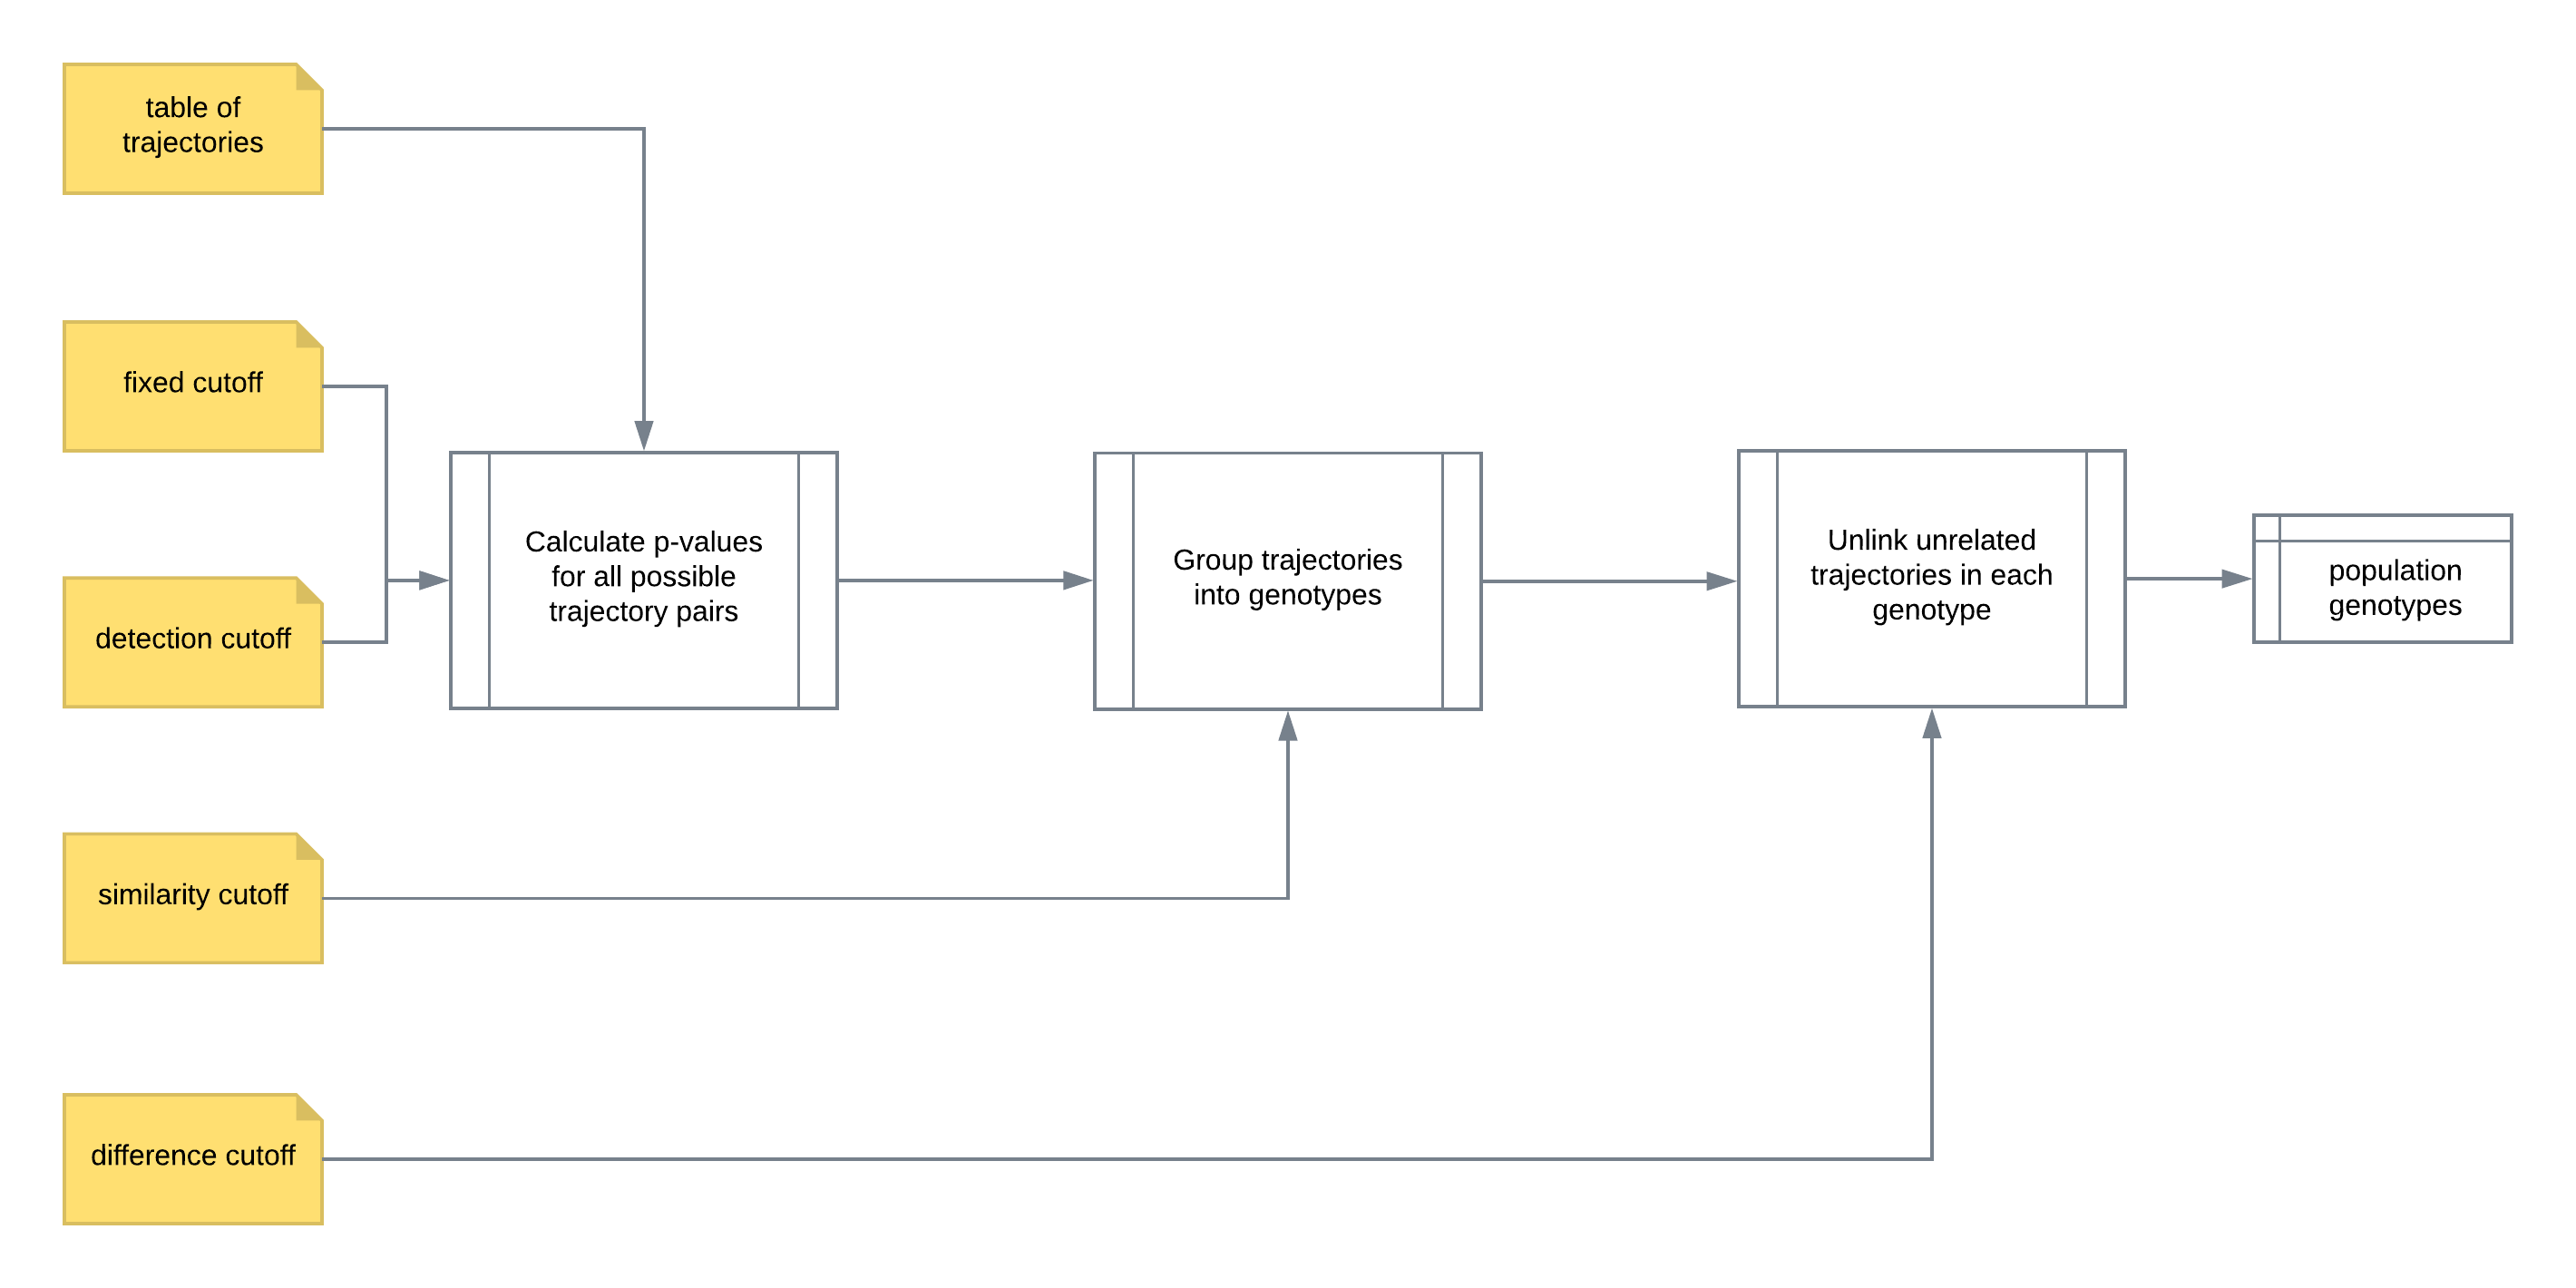 table of
trajectories
fixed cutoff
detection cutoff
similarity cutoff
difference cutoff
Calculate p-values
for all possible
trajectory pairs
Group trajectories
into genotypes
Unlink unrelated
trajectories in each
genotype
population
genotypes